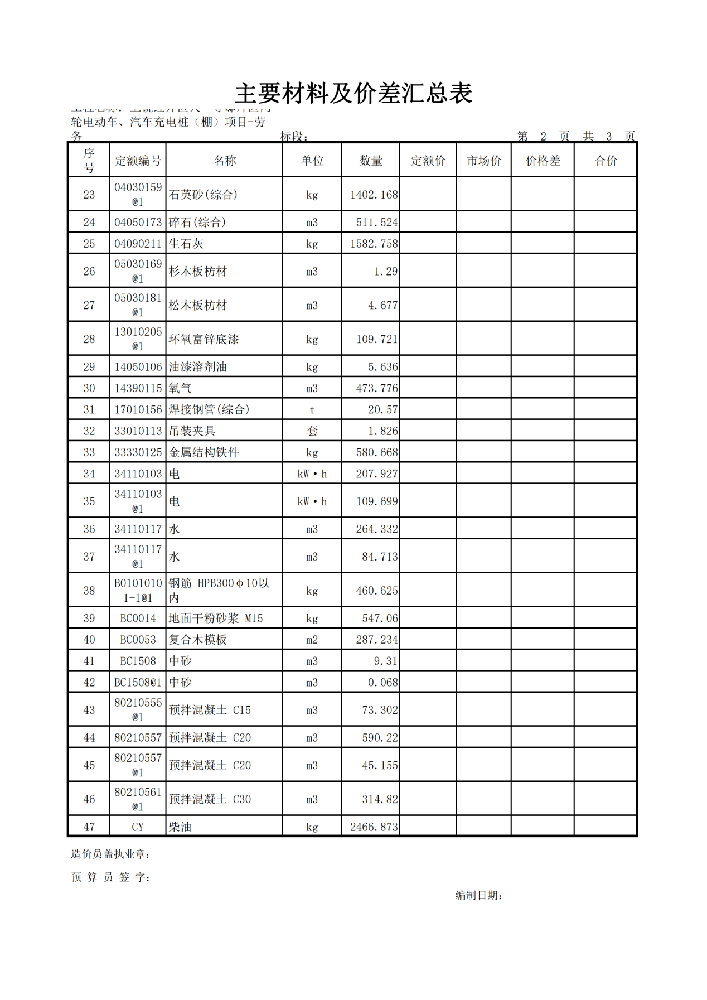 主要材料及价差汇总表
轮电动车、汽车充电桩（棚）项目-劳
务 标段： 第 2 页 共 3 页
序号 定额编号 名称 单位 数量 定额价 市场价 价格差 合价
23 04030159@1 石英砂(综合) kg 1402.168
24 04050173 碎石(综合) m3 511.524
25 04090211 生石灰 kg 1582.758
26 05030169@1 杉木板枋材 m3 1.29
27 05030181@1 松木板枋材 m3 4.677
28 13010205@1 环氧富锌底漆 kg 109.721
29 14050106 油漆溶剂油 kg 5.636
30 14390115 氧气 m3 473.776
31 17010156 焊接钢管(综合) t 20.57
32 33010113 吊装夹具 套 1.826
33 33330125 金属结构铁件 kg 580.668
34 34110103 电 kW·h 207.927
35 34110103@1 电 kW·h 109.699
36 34110117 水 m3 264.332
37 34110117@1 水 m3 84.713
38 B01010101-1@1 钢筋 HPB300φ10以内 kg 460.625
39 BC0014 地面干粉砂浆 M15 kg 547.06
40 BC0053 复合木模板 m2 287.234
41 BC1508 中砂 m3 9.31
42 BC1508@1 中砂 m3 0.068
43 80210555@1 预拌混凝土 C15 m3 73.302
44 80210557 预拌混凝土 C20 m3 590.22
45 80210557@1 预拌混凝土 C20 m3 45.155
46 80210561@1 预拌混凝土 C30 m3 314.82
47 CY 柴油 kg 2466.873
造价员盖执业章：
预 算 员 签 字：
编制日期：